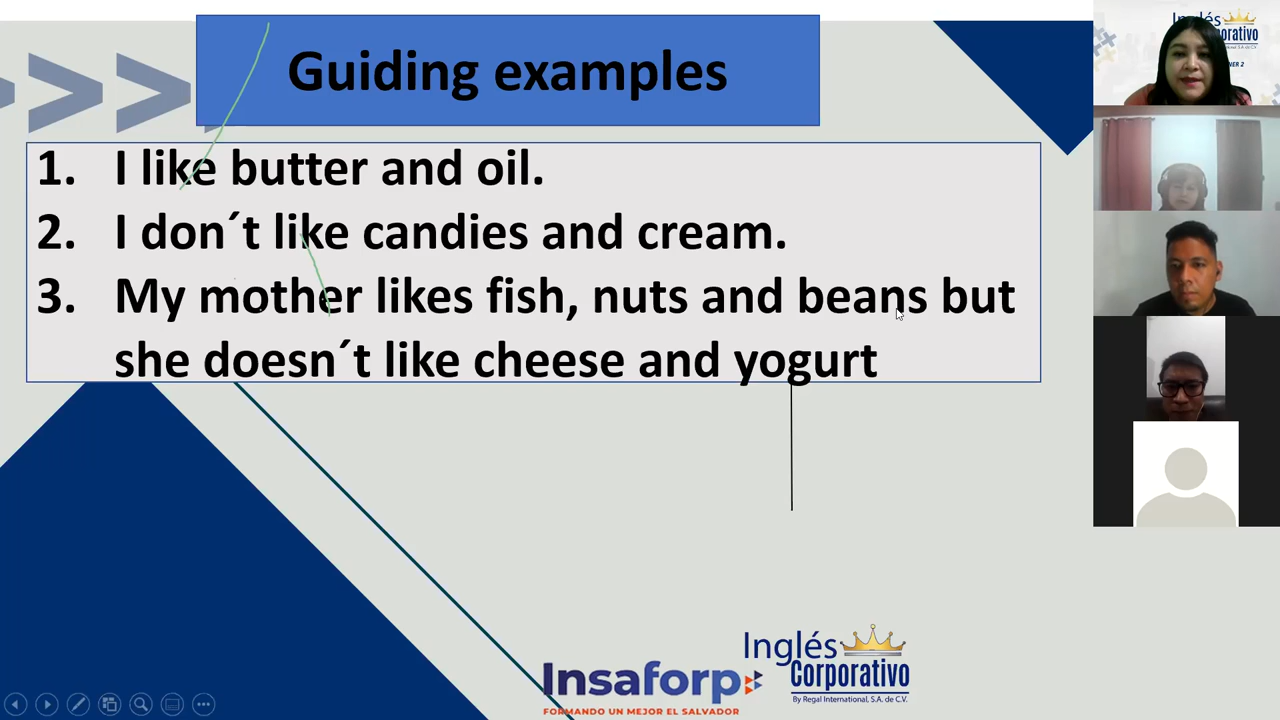 Guiding examples
1. I like butter and oil.
2. I don´t like candies and cream.
3. My mother likes fish, nuts and beans but
she doesn´t like cheese and yogurt
Insaforp
FORMANDO UN MEJOR EL SALVADOR
Inglés
Corporativo
By Regal International, S.A. de C.V.
Inglés